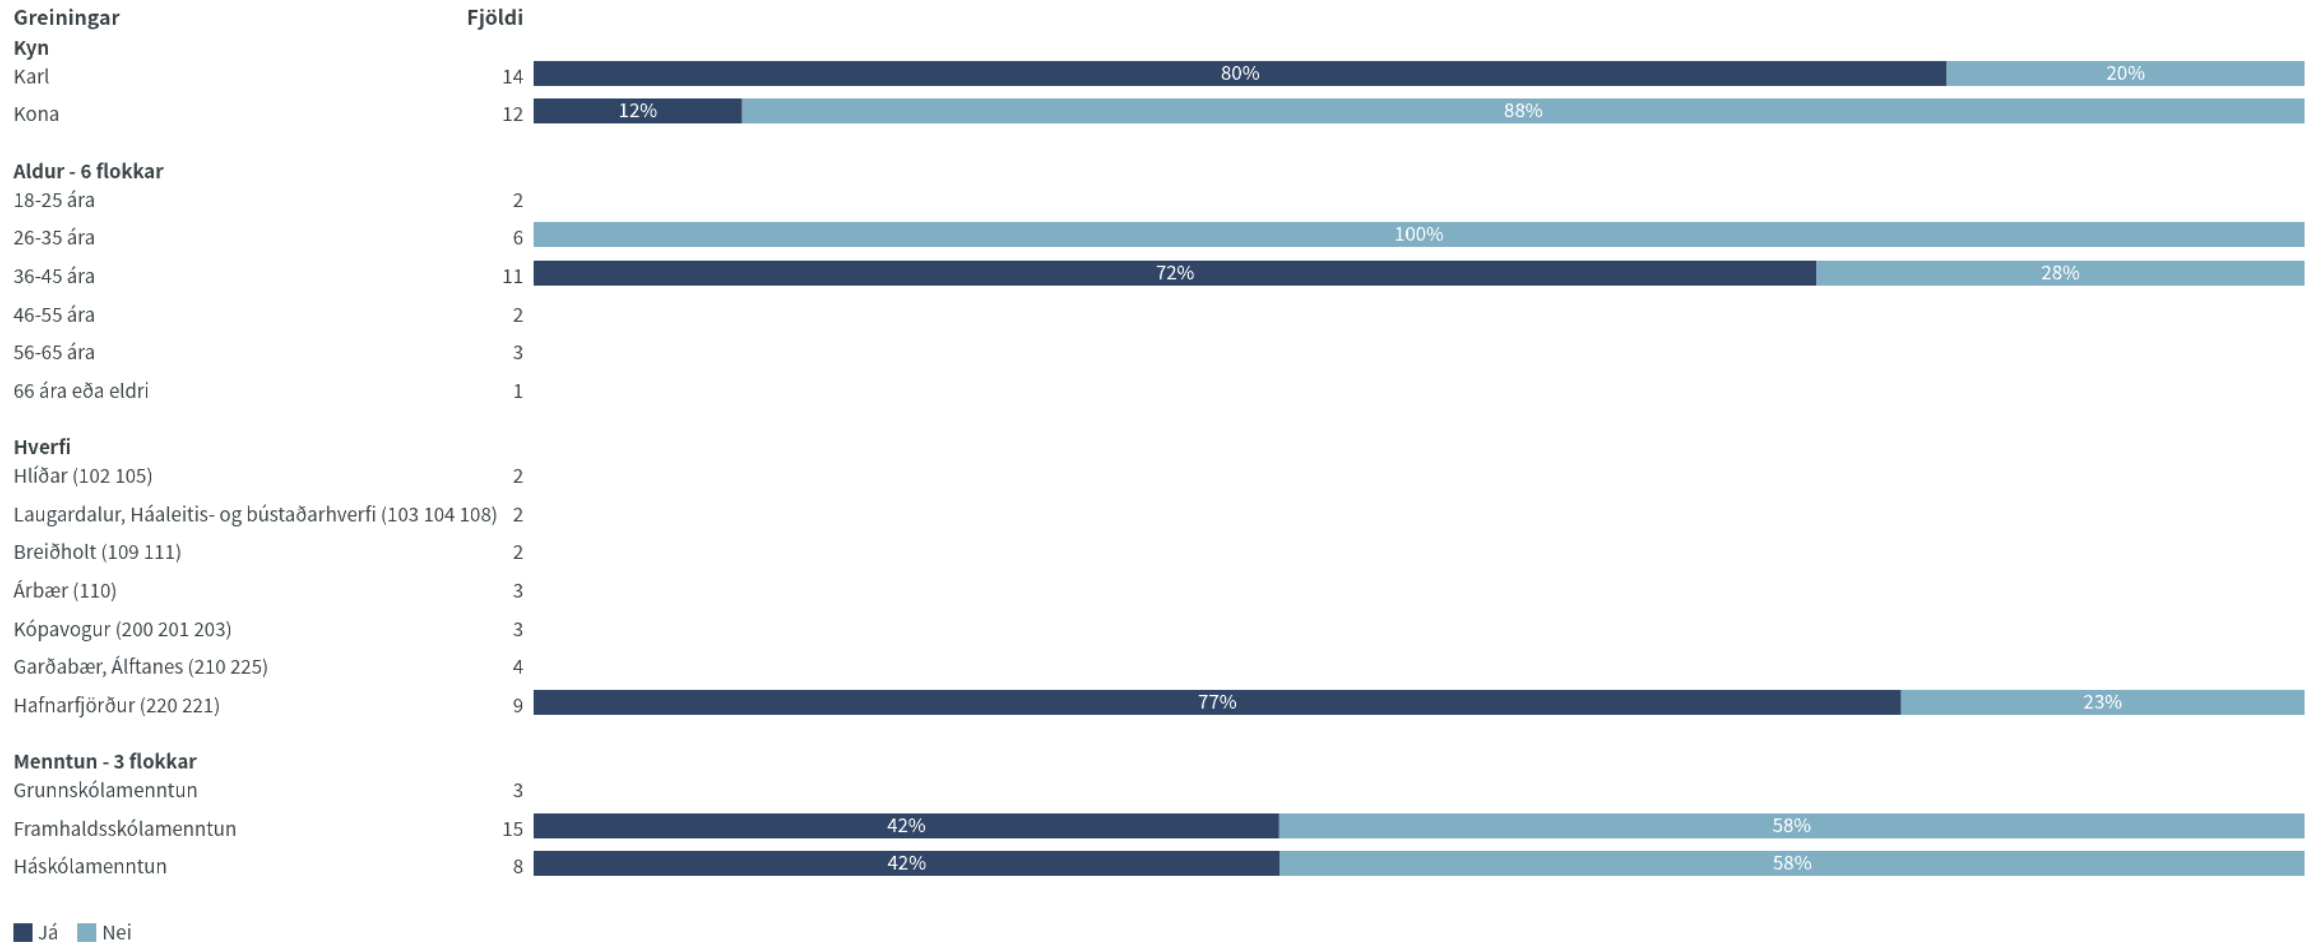 Greiningar Fjöldi
Kyn
Karl 14 80% 20%
Kona 12 12% 88%
Aldur - 6 flokkar
18-25 ára 2
26-35 ára 6 100%
36-45 ára 11 72% 28%
46-55 ára 2
56-65 ára 3
66 ára eða eldri 1
Hverfi
Hlíðar (102 105) 2
Laugardalur, Háaleitis- og bústaðarhverfi (103 104 108) 2
Breiðholt (109 111) 2
Árbær (110) 3
Kópavogur (200 201 203) 3
Garðabær, Álftanes (210 225) 4
Hafnarfjörður (220 221) 9 77% 23%
Menntun - 3 flokkar
Grunnskólamenntun 3
Framhaldsskólamenntun 15 42% 58%
Háskólamenntun 8 42% 58%
Já Nei